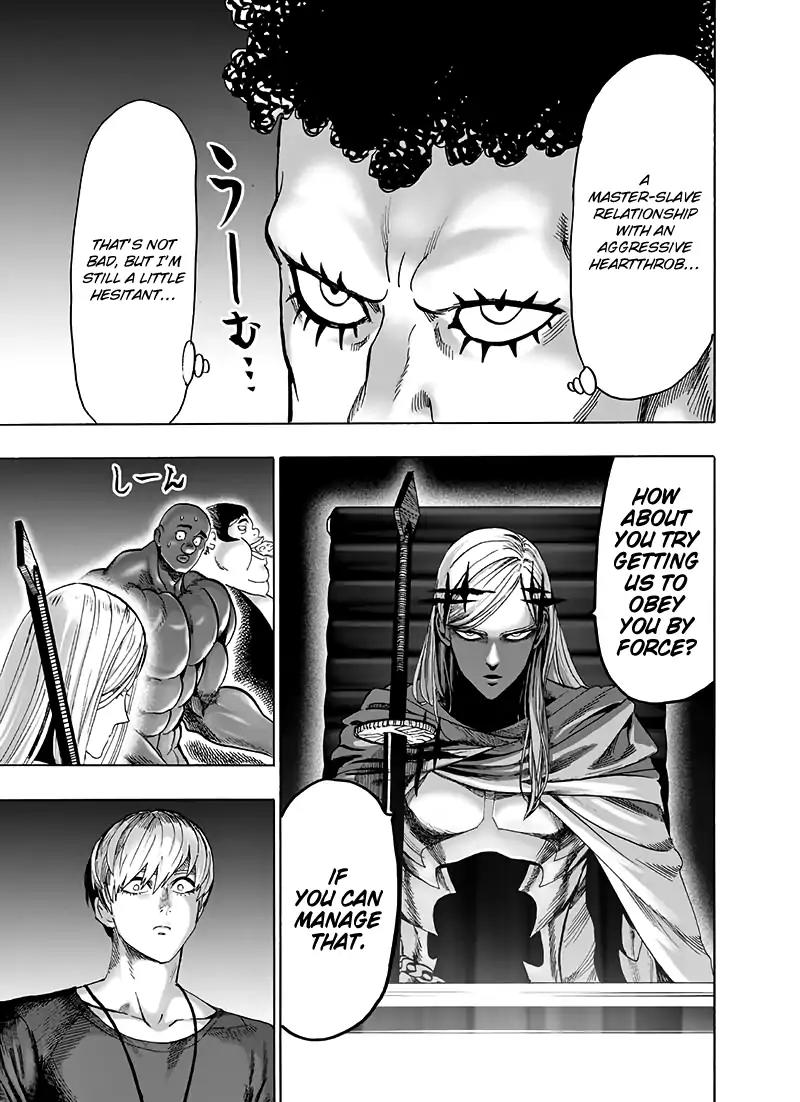 A
MASTER-SLAVE
RELATIONSHIP
WITH AN
AGGRESSIVE
HEARTTHROB...
うーむ…
THAT'S NOT
BAD, BUT I'M
STILL A LITTLE
HESITANT...
HOW
ABOUT
YOU TRY
GETTING
US TO
OBEY
YOU BY
FORCE?
IF
YOU CAN
MANAGE
THAT.
しーん